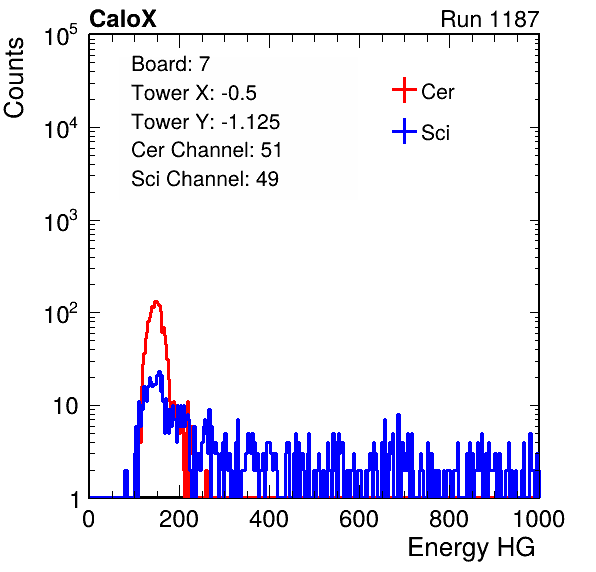 CaloX Run 1187
Counts
Board: 7
Tower X: -0.5
Tower Y: -1.125
Cer Channel: 51
Sci Channel: 49
Cer
Sci
10^5
10^4
10^3
10^2
10
1
0 200 400 600 800 1000
Energy HG